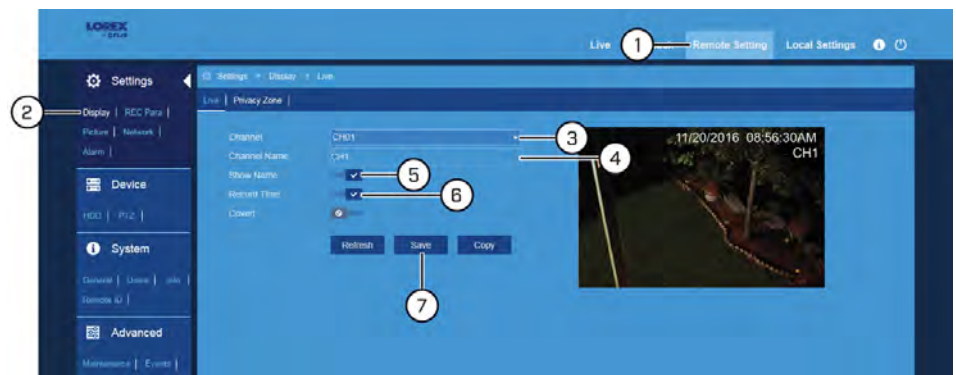 LOREX
Live
1
Remote Setting
Local Settings
Settings
Settings > Display > Live
2
Display | REC Para |
Picture | Network |
Alarm |
Live | Privacy Zone |
Channel
CH01
3
Channel Name
CH1
4
Show Name
5
Record Time
6
Covert
Refresh
Save
Copy
7
11/20/2016 08:56:30AM
CH1
Device
HDD | PTZ |
System
General | Users | Info |
Remote ID |
Advanced
Maintenance | Events |